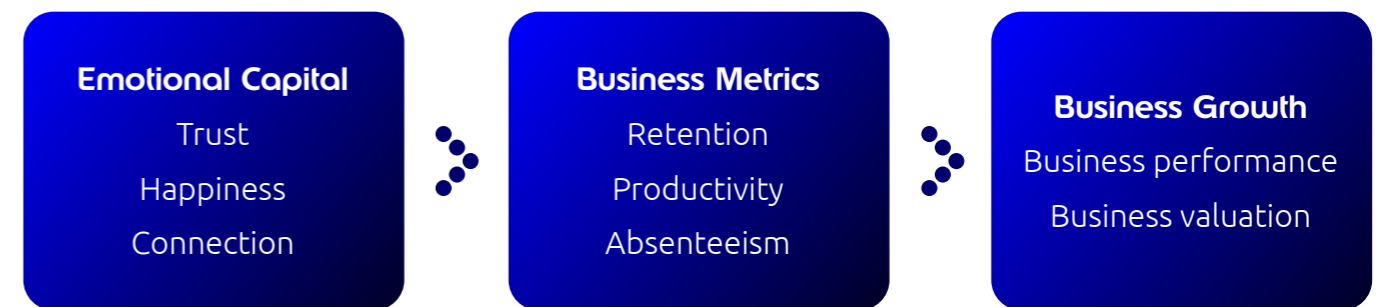 Emotional Capital
Trust
Happiness
Connection
Business Metrics
Retention
Productivity
Absenteeism
Business Growth
Business performance
Business valuation